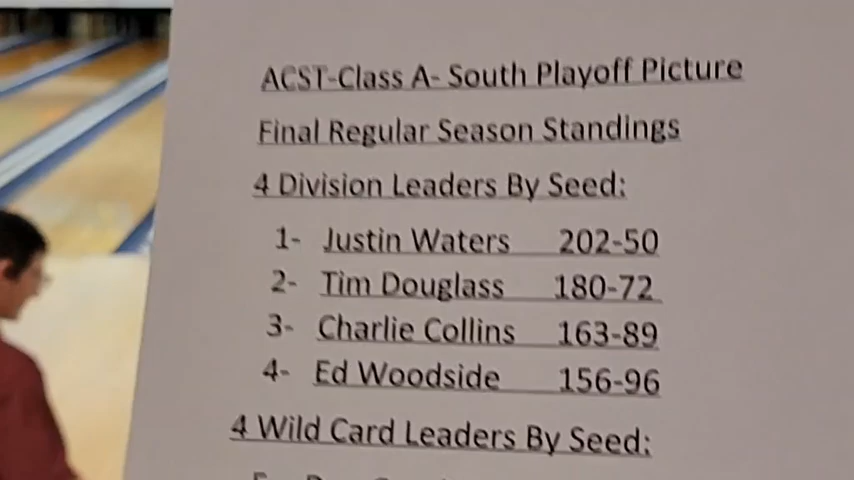 ACST-Class A- South Playoff Picture
Final Regular Season Standings
4 Division Leaders By Seed:
1- Justin Waters 202-50
2- Tim Douglass 180-72
3- Charlie Collins 163-89
4- Ed Woodside 156-96
4 Wild Card Leaders By Seed: